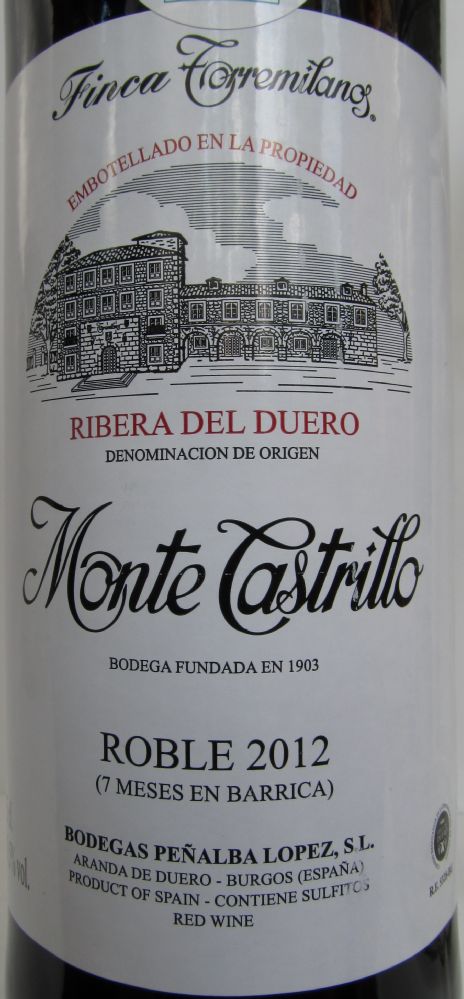 Finca Torremilanos®
EMBOTELLADO EN LA PROPIEDAD
RIBERA DEL DUERO
DENOMINACION DE ORIGEN
Monte Castrillo
BODEGA FUNDADA EN 1903
ROBLE 2012
(7 MESES EN BARRICA)
BODEGAS PEÑALBA LOPEZ, S.L.
ARANDA DE DUERO - BURGOS (ESPAÑA)
PRODUCT OF SPAIN - CONTIENE SULFITOS
RED WINE
% vol.